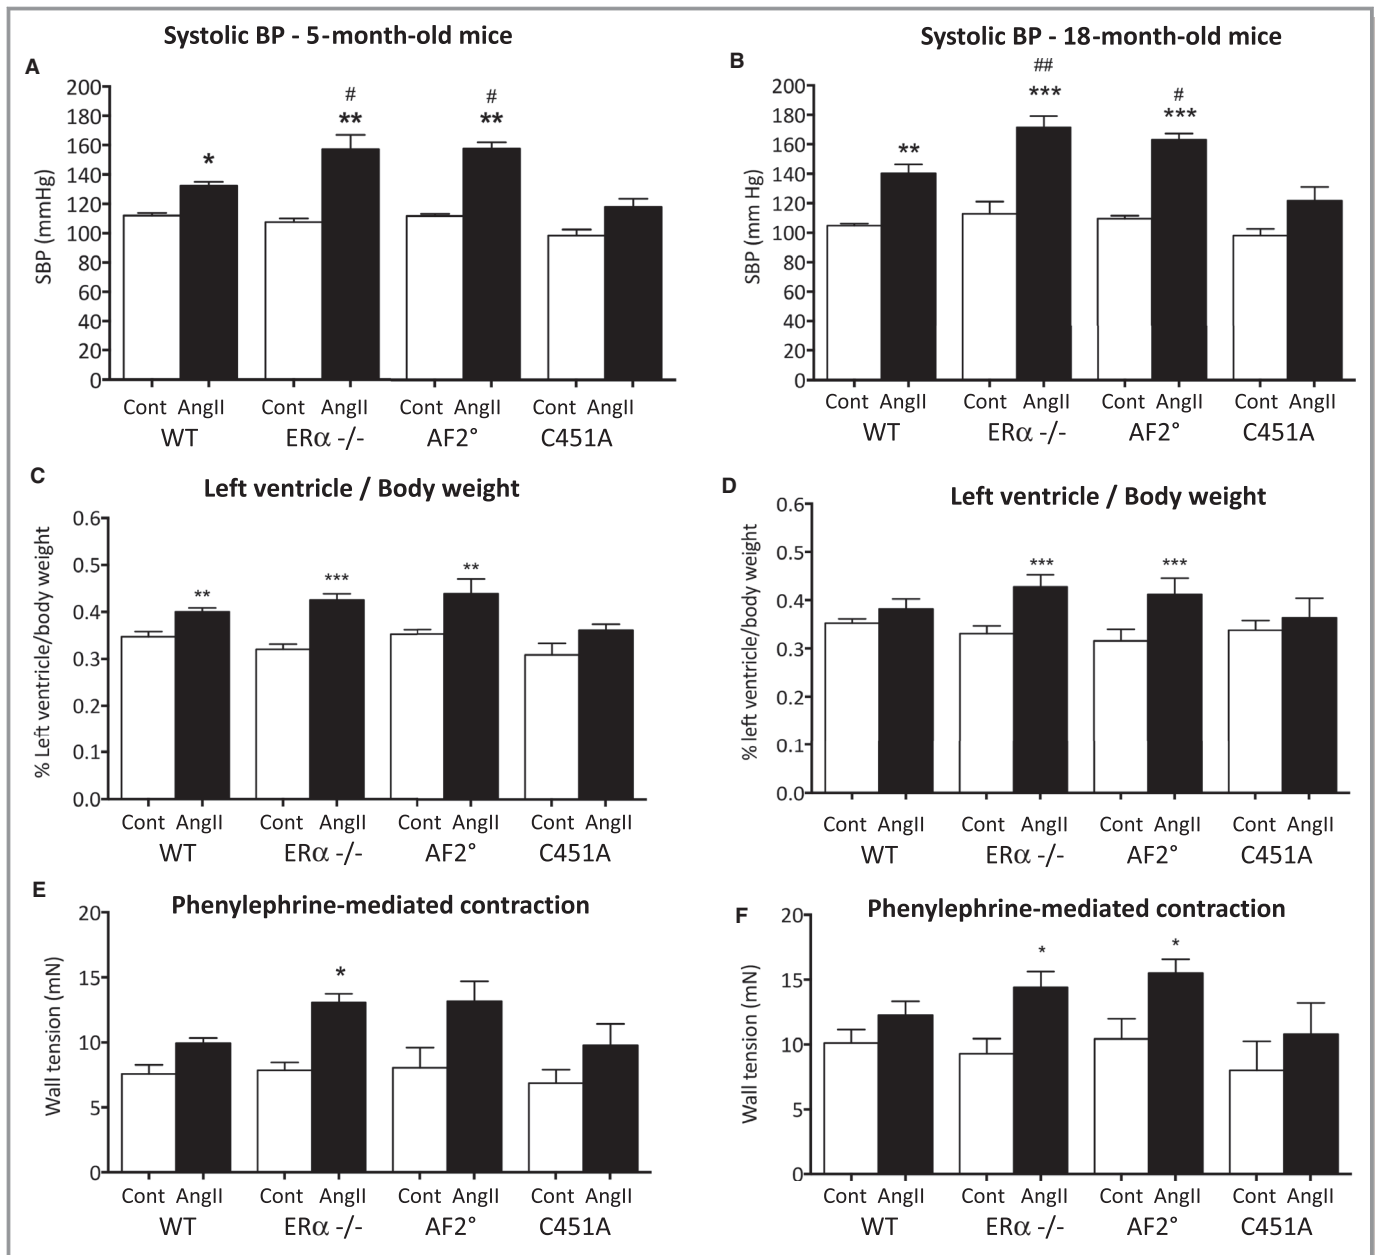 Systolic BP - 5-month-old mice
A
SBP (mmHg)
200
180
160
140
120
100
80
60
40
20
0
*
#
**
#
**
Cont AngII Cont AngII Cont AngII Cont AngII
WT ERα -/- AF2° C451A
Systolic BP - 18-month-old mice
B
SBP (mm Hg)
200
180
160
140
120
100
80
60
40
20
0
**
##
***
#
***
Cont AngII Cont AngII Cont AngII Cont AngII
WT ERα -/- AF2° C451A
C
Left ventricle / Body weight
% Left ventricle/body weight
0.6
0.5
0.4
0.3
0.2
0.1
0.0
** *** **
Cont AngII Cont AngII Cont AngII Cont AngII
WT ERα -/- AF2° C451A
D
Left ventricle / Body weight
% left ventricle/body weight
0.6
0.5
0.4
0.3
0.2
0.1
0.0
*** ***
Cont AngII Cont AngII Cont AngII Cont AngII
WT ERα -/- AF2° C451A
E
Phenylephrine-mediated contraction
Wall tension (mN)
20
15
10
5
0
*
Cont AngII Cont AngII Cont AngII Cont AngII
WT ERα -/- AF2° C451A
F
Phenylephrine-mediated contraction
Wall tension (mN)
20
15
10
5
0
* *
Cont AngII Cont AngII Cont AngII Cont AngII
WT ERα -/- AF2° C451A